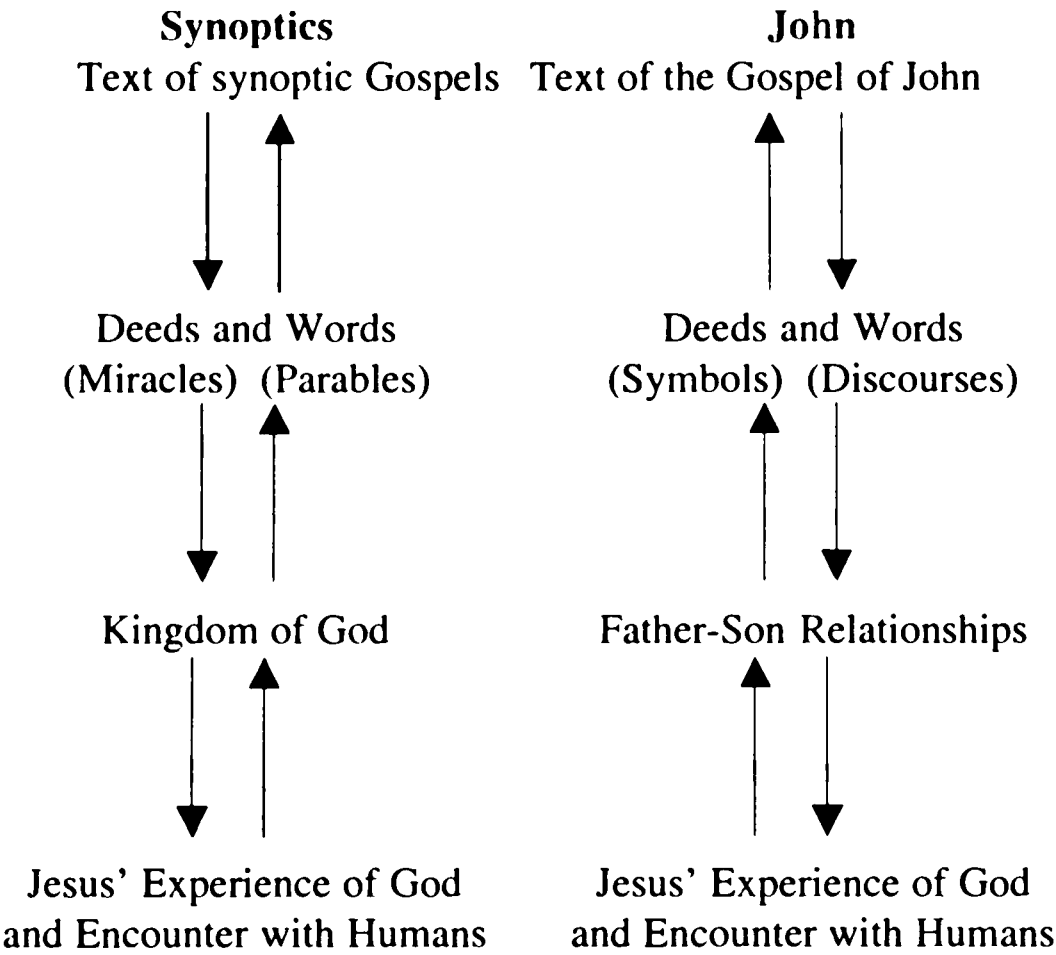 Synoptics
Text of synoptic Gospels
Deeds and Words
(Miracles) (Parables)
Kingdom of God
Jesus’ Experience of God
and Encounter with Humans
John
Text of the Gospel of John
Deeds and Words
(Symbols) (Discourses)
Father-Son Relationships
Jesus’ Experience of God
and Encounter with Humans